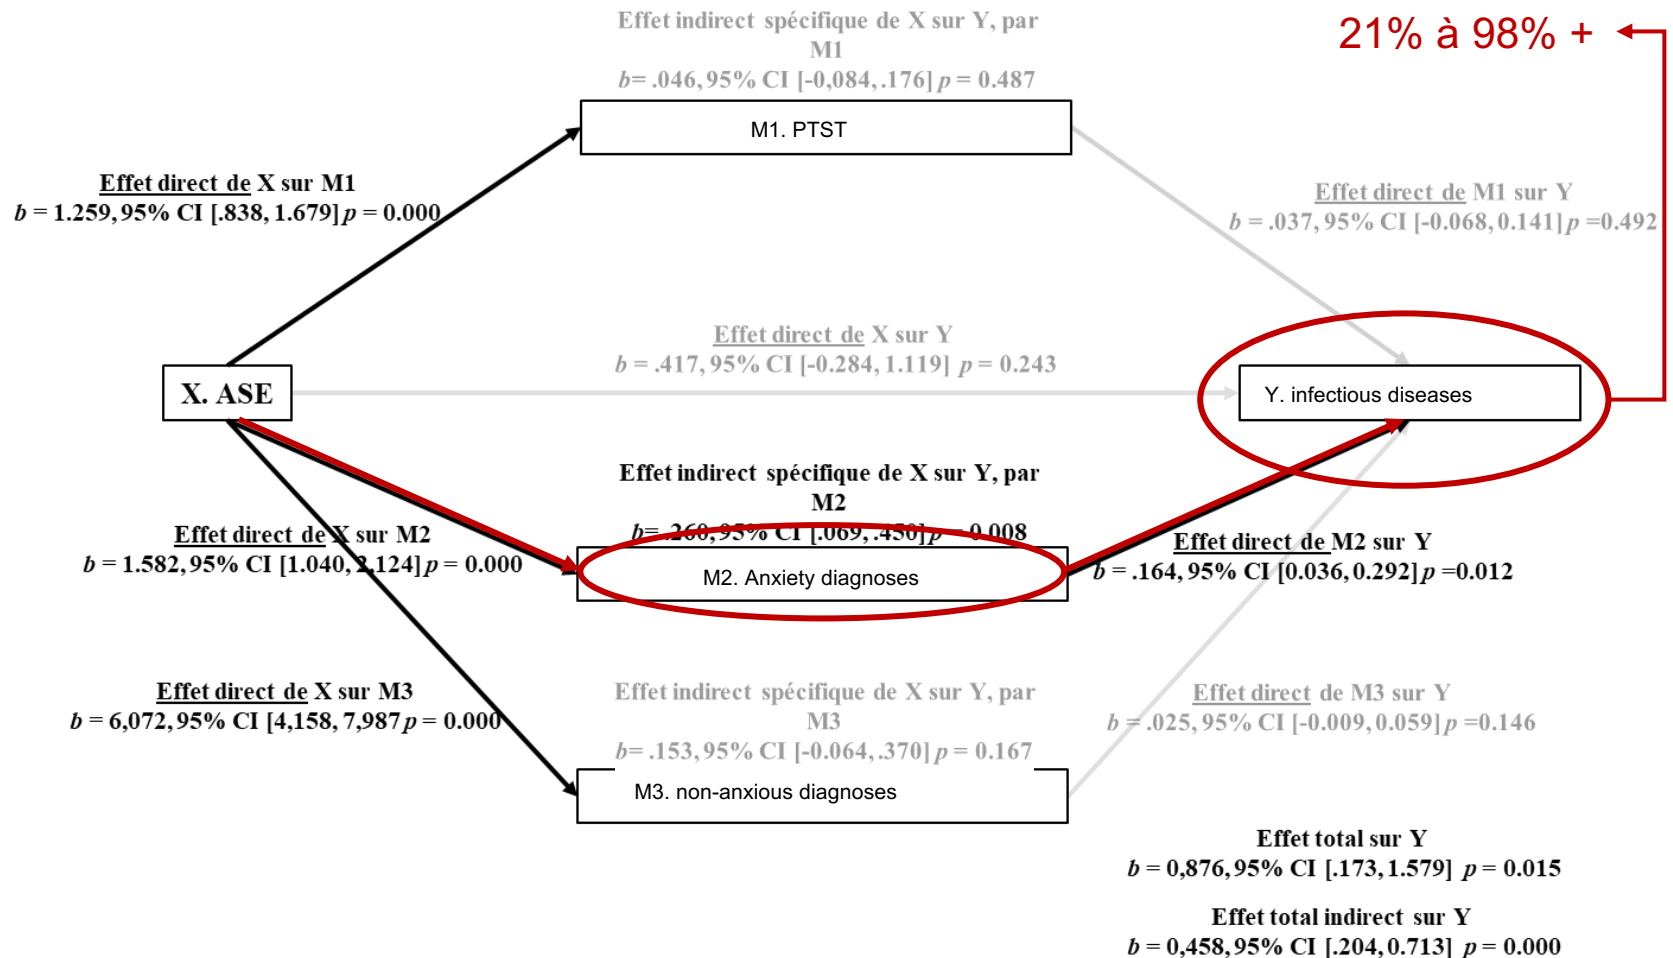 Effet indirect spécifique de X sur Y, par
M1
b= .046, 95% CI [-0,084, .176] p = 0.487
21% à 98% +
M1. PTST
Effet direct de X sur M1
b = 1.259, 95% CI [.838, 1.679] p = 0.000
Effet direct de M1 sur Y
b = .037, 95% CI [-0.068, 0.141] p =0.492
Effet direct de X sur Y
b = .417, 95% CI [-0.284, 1.119] p = 0.243
X. ASE
Y. infectious diseases
Effet indirect spécifique de X sur Y, par
M2
b= .260, 95% CI [.069, .450] p = 0.008
Effet direct de X sur M2
b = 1.582, 95% CI [1.040, 2.124] p = 0.000
M2. Anxiety diagnoses
Effet direct de M2 sur Y
b = .164, 95% CI [0.036, 0.292] p =0.012
Effet direct de X sur M3
b = 6,072, 95% CI [4,158, 7,987 p = 0.000
Effet indirect spécifique de X sur Y, par
M3
b= .153, 95% CI [-0.064, .370] p = 0.167
Effet direct de M3 sur Y
b = .025, 95% CI [-0.009, 0.059] p =0.146
M3. non-anxious diagnoses
Effet total sur Y
b = 0,876, 95% CI [.173, 1.579] p = 0.015
Effet total indirect sur Y
b = 0,458, 95% CI [.204, 0.713] p = 0.000